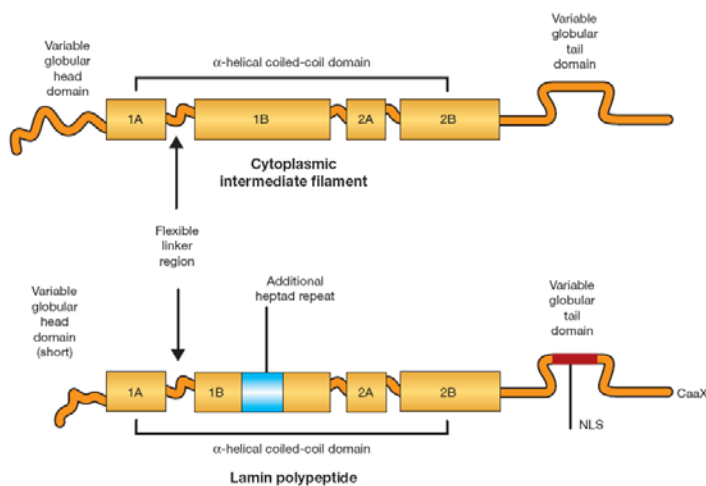 Variable
globular
head
domain
α-helical coiled-coil domain
Variable
globular
tail
domain
1A
1B
2A
2B
Cytoplasmic
intermediate filament
Flexible
linker
region
Variable
globular
head
domain
(short)
Additional
heptad repeat
Variable
globular
tail
domain
1A
1B
2A
2B
CaaX
NLS
α-helical coiled-coil domain
Lamin polypeptide